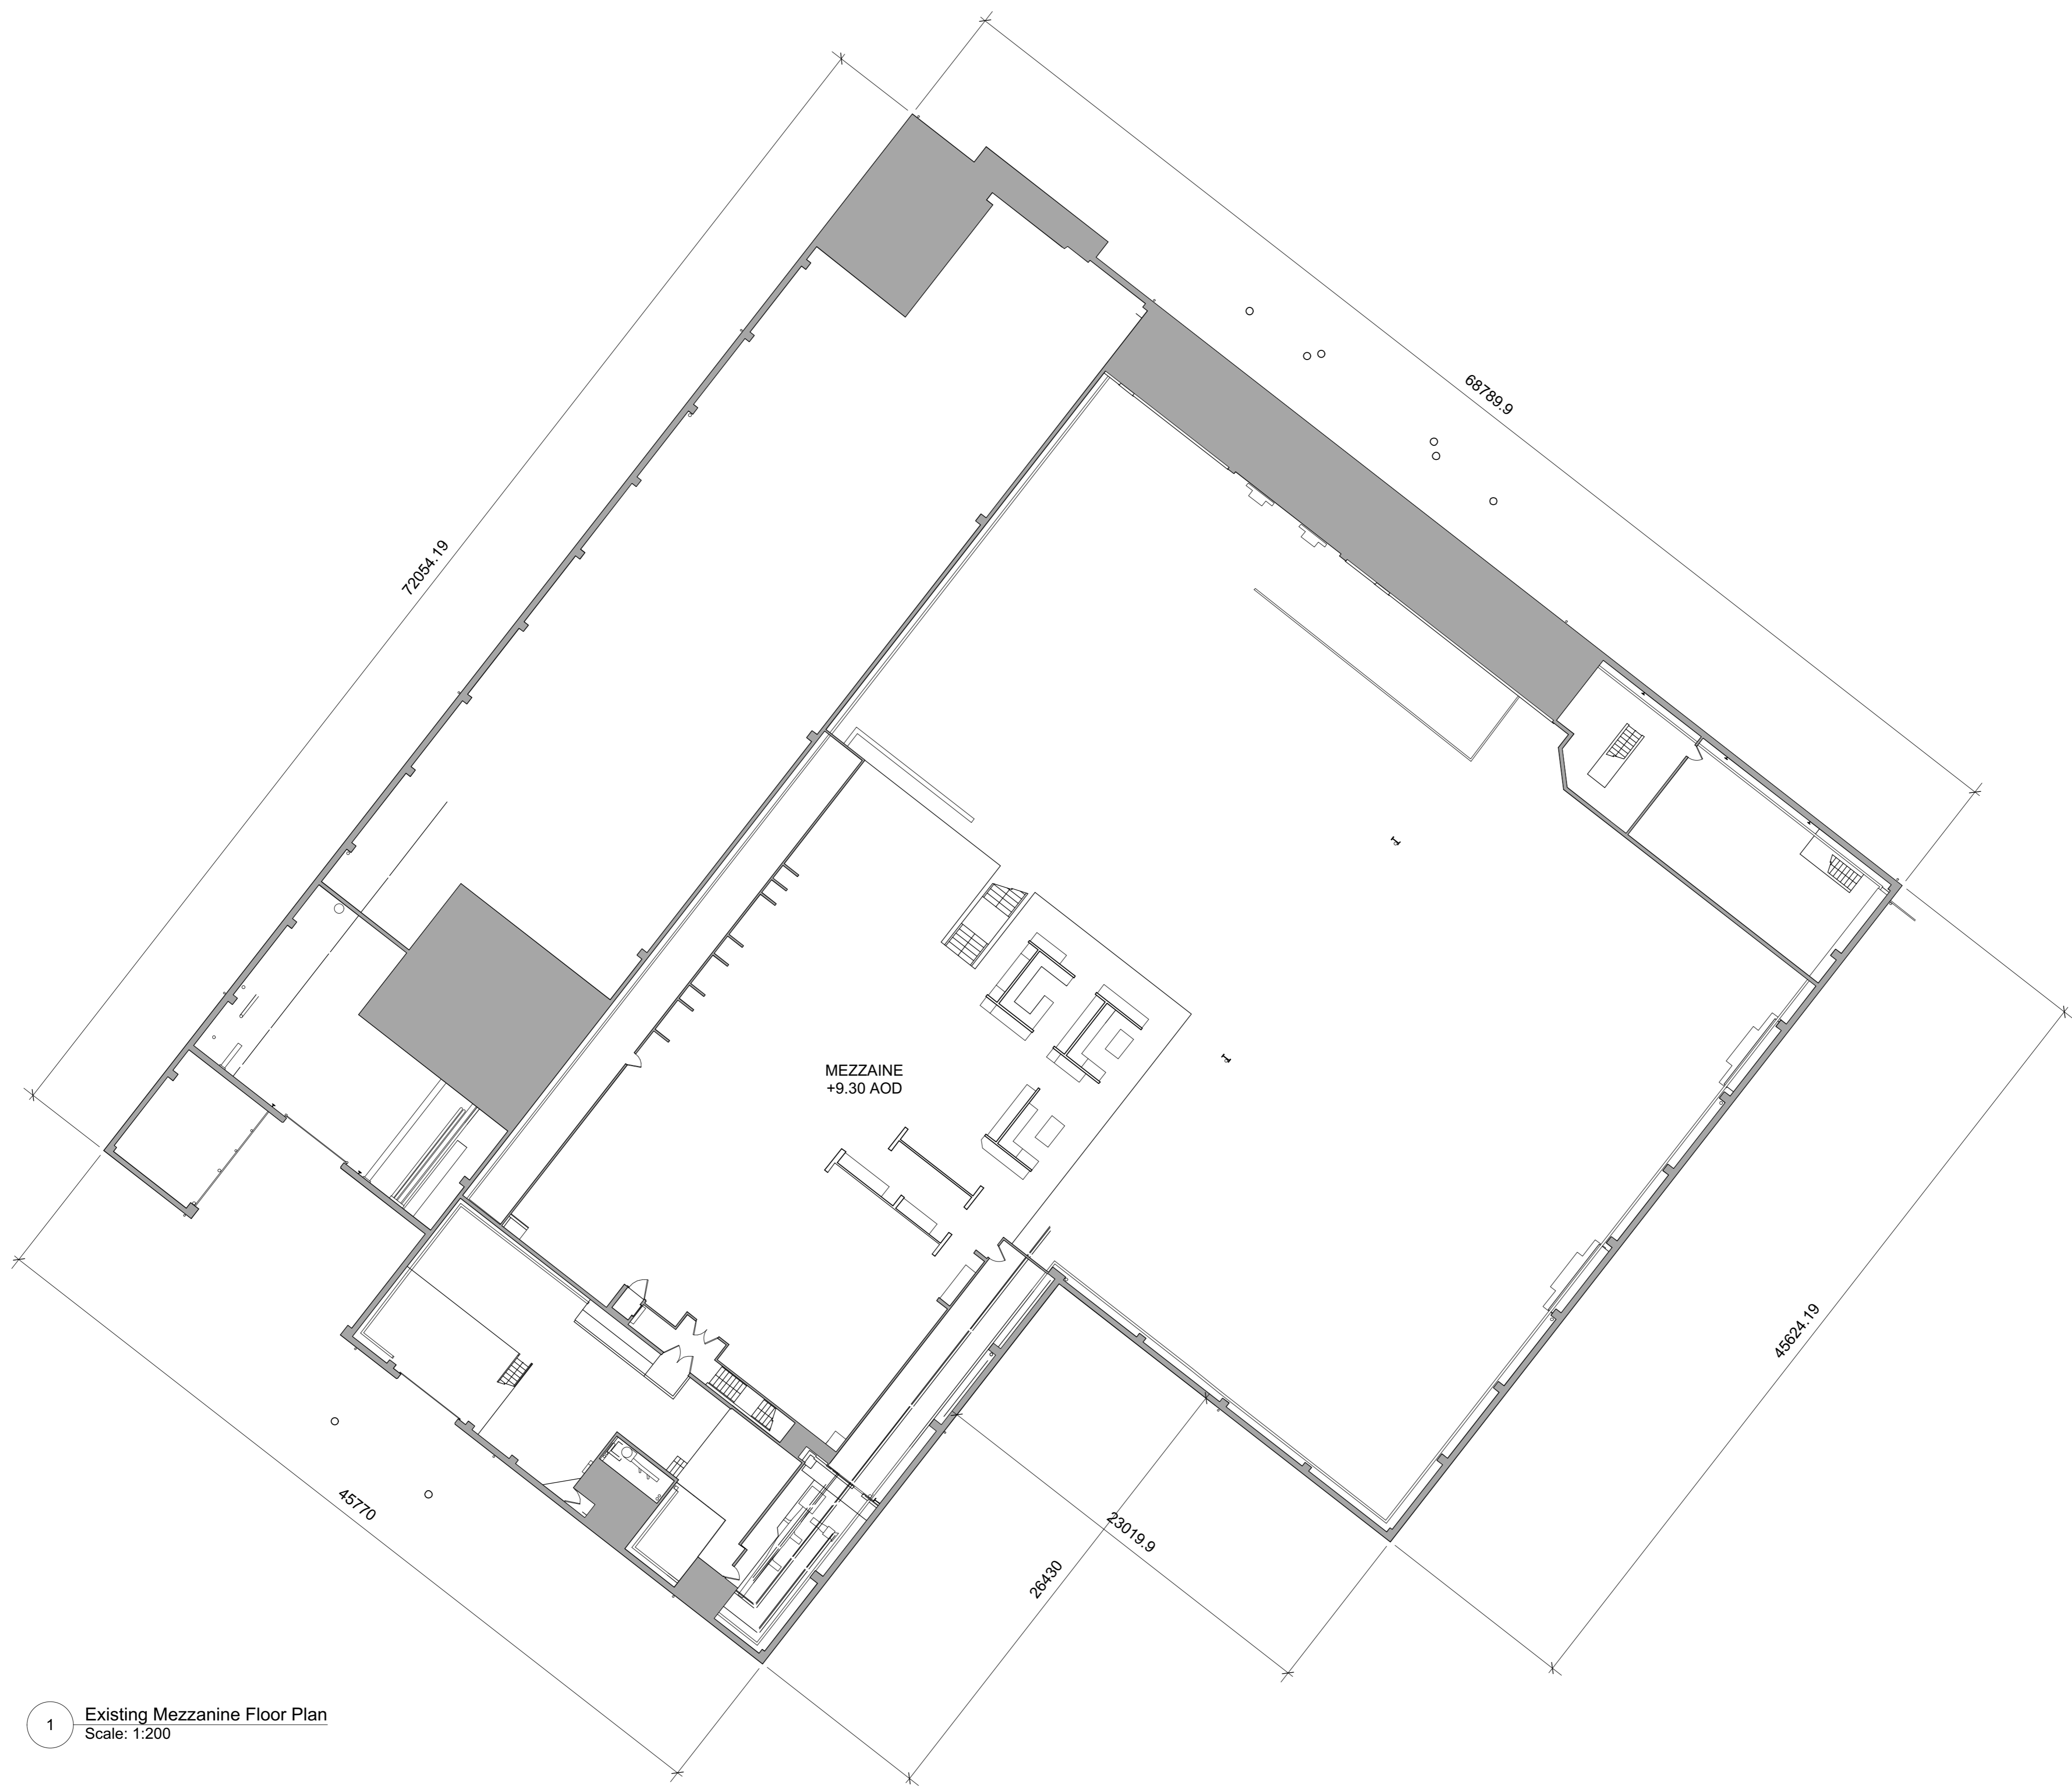 68789.9
72054.19
MEZZAINE
+9.30 AOD
45624.19
45770
23019.9
26430
1
Existing Mezzanine Floor Plan
Scale: 1:200